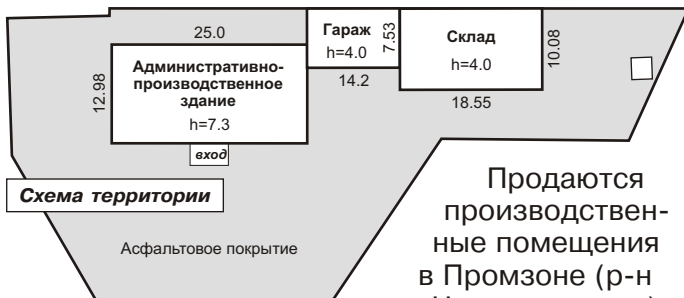 25.0
12.98
Административно-
производственное
здание
h=7.3
вход
Гараж
h=4.0
7.53
14.2
Склад
h=4.0
10.08
18.55
Схема территории
Асфальтовое покрытие
Продаются
производствен-
ные помещения
в Промзоне (р-н